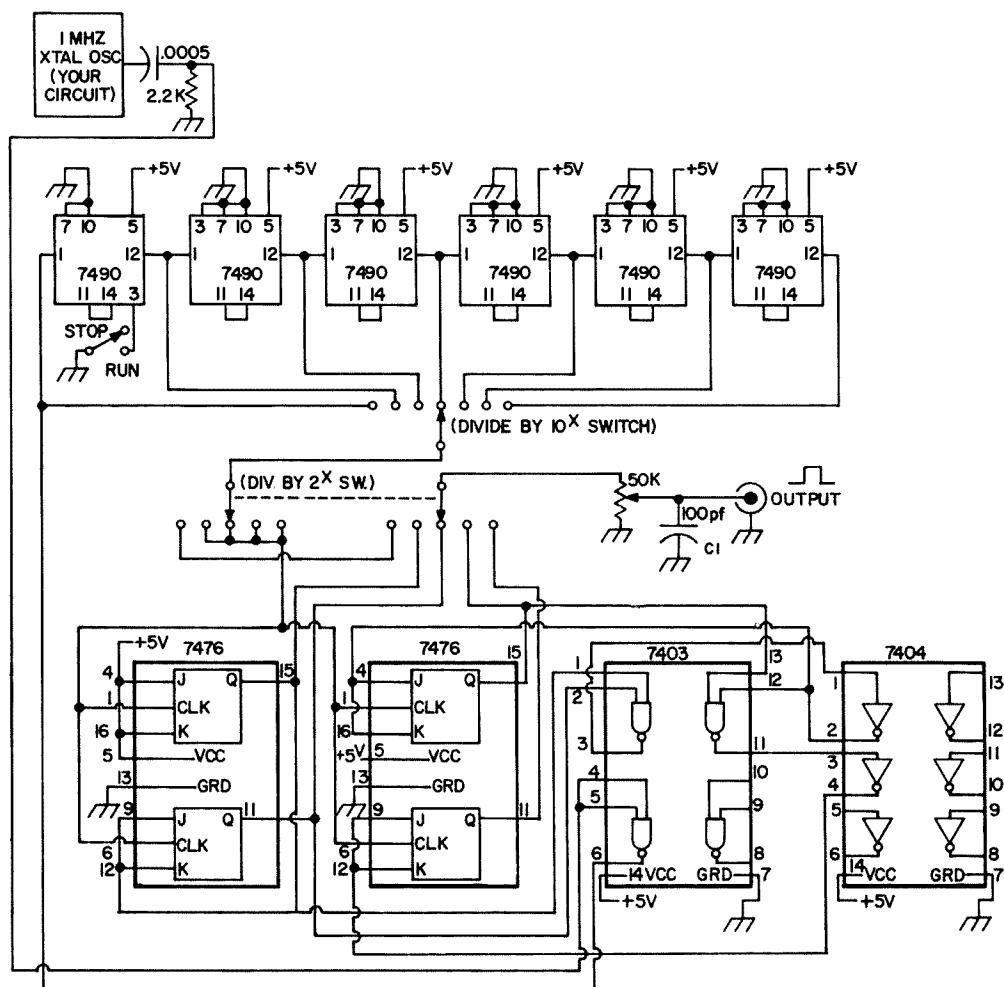 1 MHZ
XTAL OSC
(YOUR
CIRCUIT)
.0005
2.2K
+5V +5V +5V +5V +5V +5V
7 10 5
3 7 10 5
3 7 10 5
3 7 10 5
3 7 10 5
3 7 10 5
1 12
1 12
1 12
1 12
1 12
1 12
7490 7490 7490 7490 7490 7490
11 14 3
11 14
11 14
11 14
11 14
11 14
STOP
RUN
(DIVIDE BY 10X SWITCH)
(DIV. BY 2X SW.)
50K
OUTPUT
100pf
C1
+5V
7476
15
4
J Q
1
CLK
16
K
5
VCC
13
GRD
9
J Q
11
CLK
6
12
K
7476
15
4
J Q
1
CLK
16
K
+5V
5
VCC
13
GRD
9
J Q
11
CLK
6
12
K
7403
1
13
2
12
3
11
4
10
5
9
6
8
14
VCC
GRD
7
+5V
7404
1
13
2
12
3
11
4
10
5
9
6
8
14
VCC
GRD
7
+5V